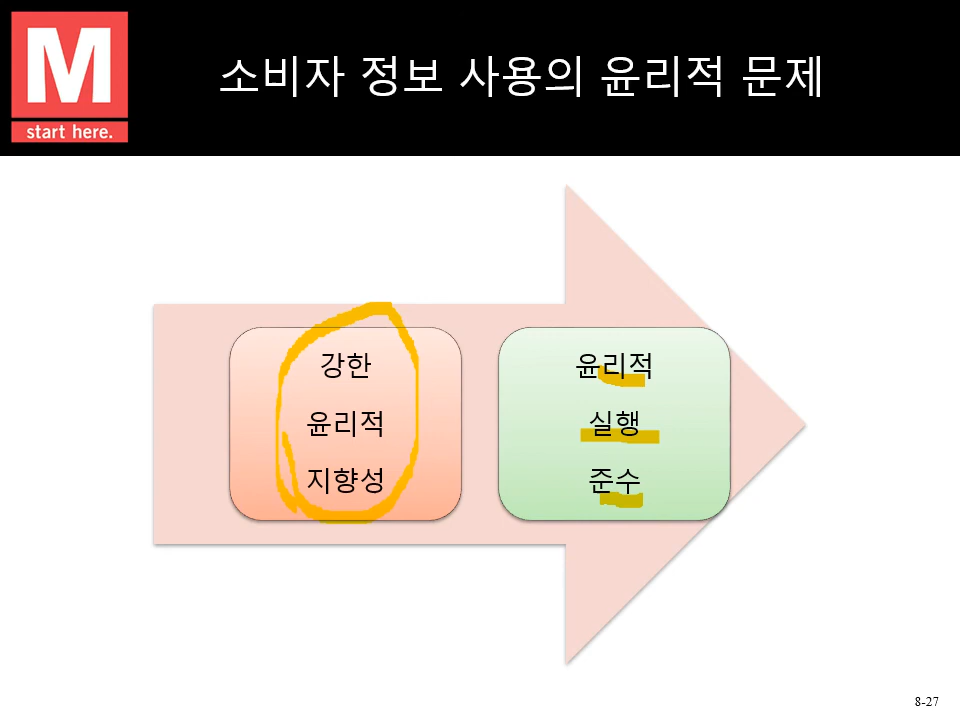 M
start here.
소비자 정보 사용의 윤리적 문제
강한
윤리적
지향성
윤리적
실행
준수
8-27